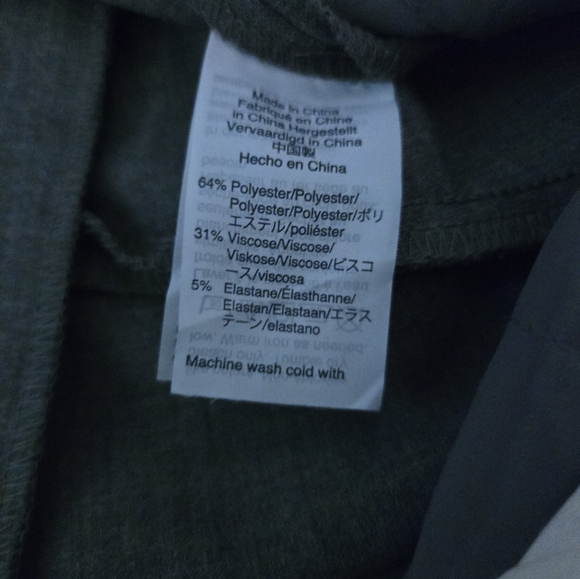 Made in China
Fabriqué en Chine
in China Hergestellt
Vervaardigd in China
中国製
Hecho en China
64% Polyester/Polyester/
Polyester/Polyester/ポリ
エステル/poliéster
31% Viscose/Viscose/
Viskose/Viscose/ビスコ
ース/viscosa
5% Elastane/Élasthanne/
Elastan/Elastaan/エラス
テーン/elastano
Machine wash cold with